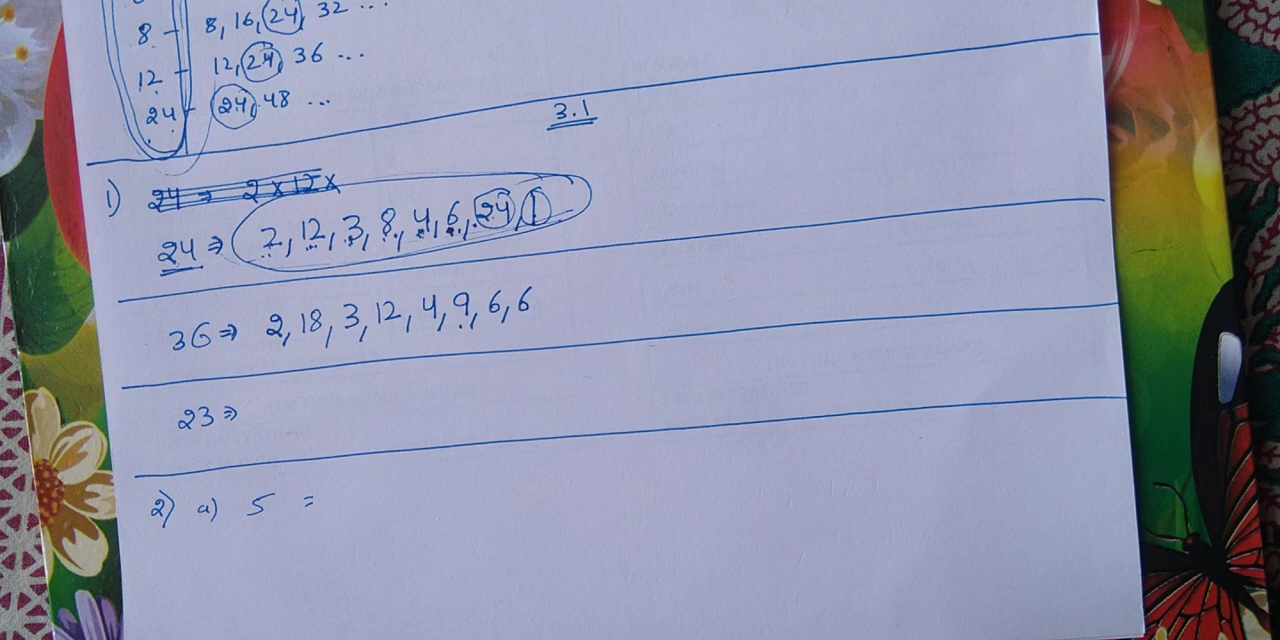 8 - 8, 16, 24, 32 ...
12 - 12, 24, 36 ...
24 - 24, 48 ...
3.1
1) 24 ⇒ 2 x 12 x
24 ⇒ 2, 12, 3, 8, 4, 6, 24, 1
36 ⇒ 2, 18, 3, 12, 4, 9, 6, 6
23 ⇒
2) a) 5 =